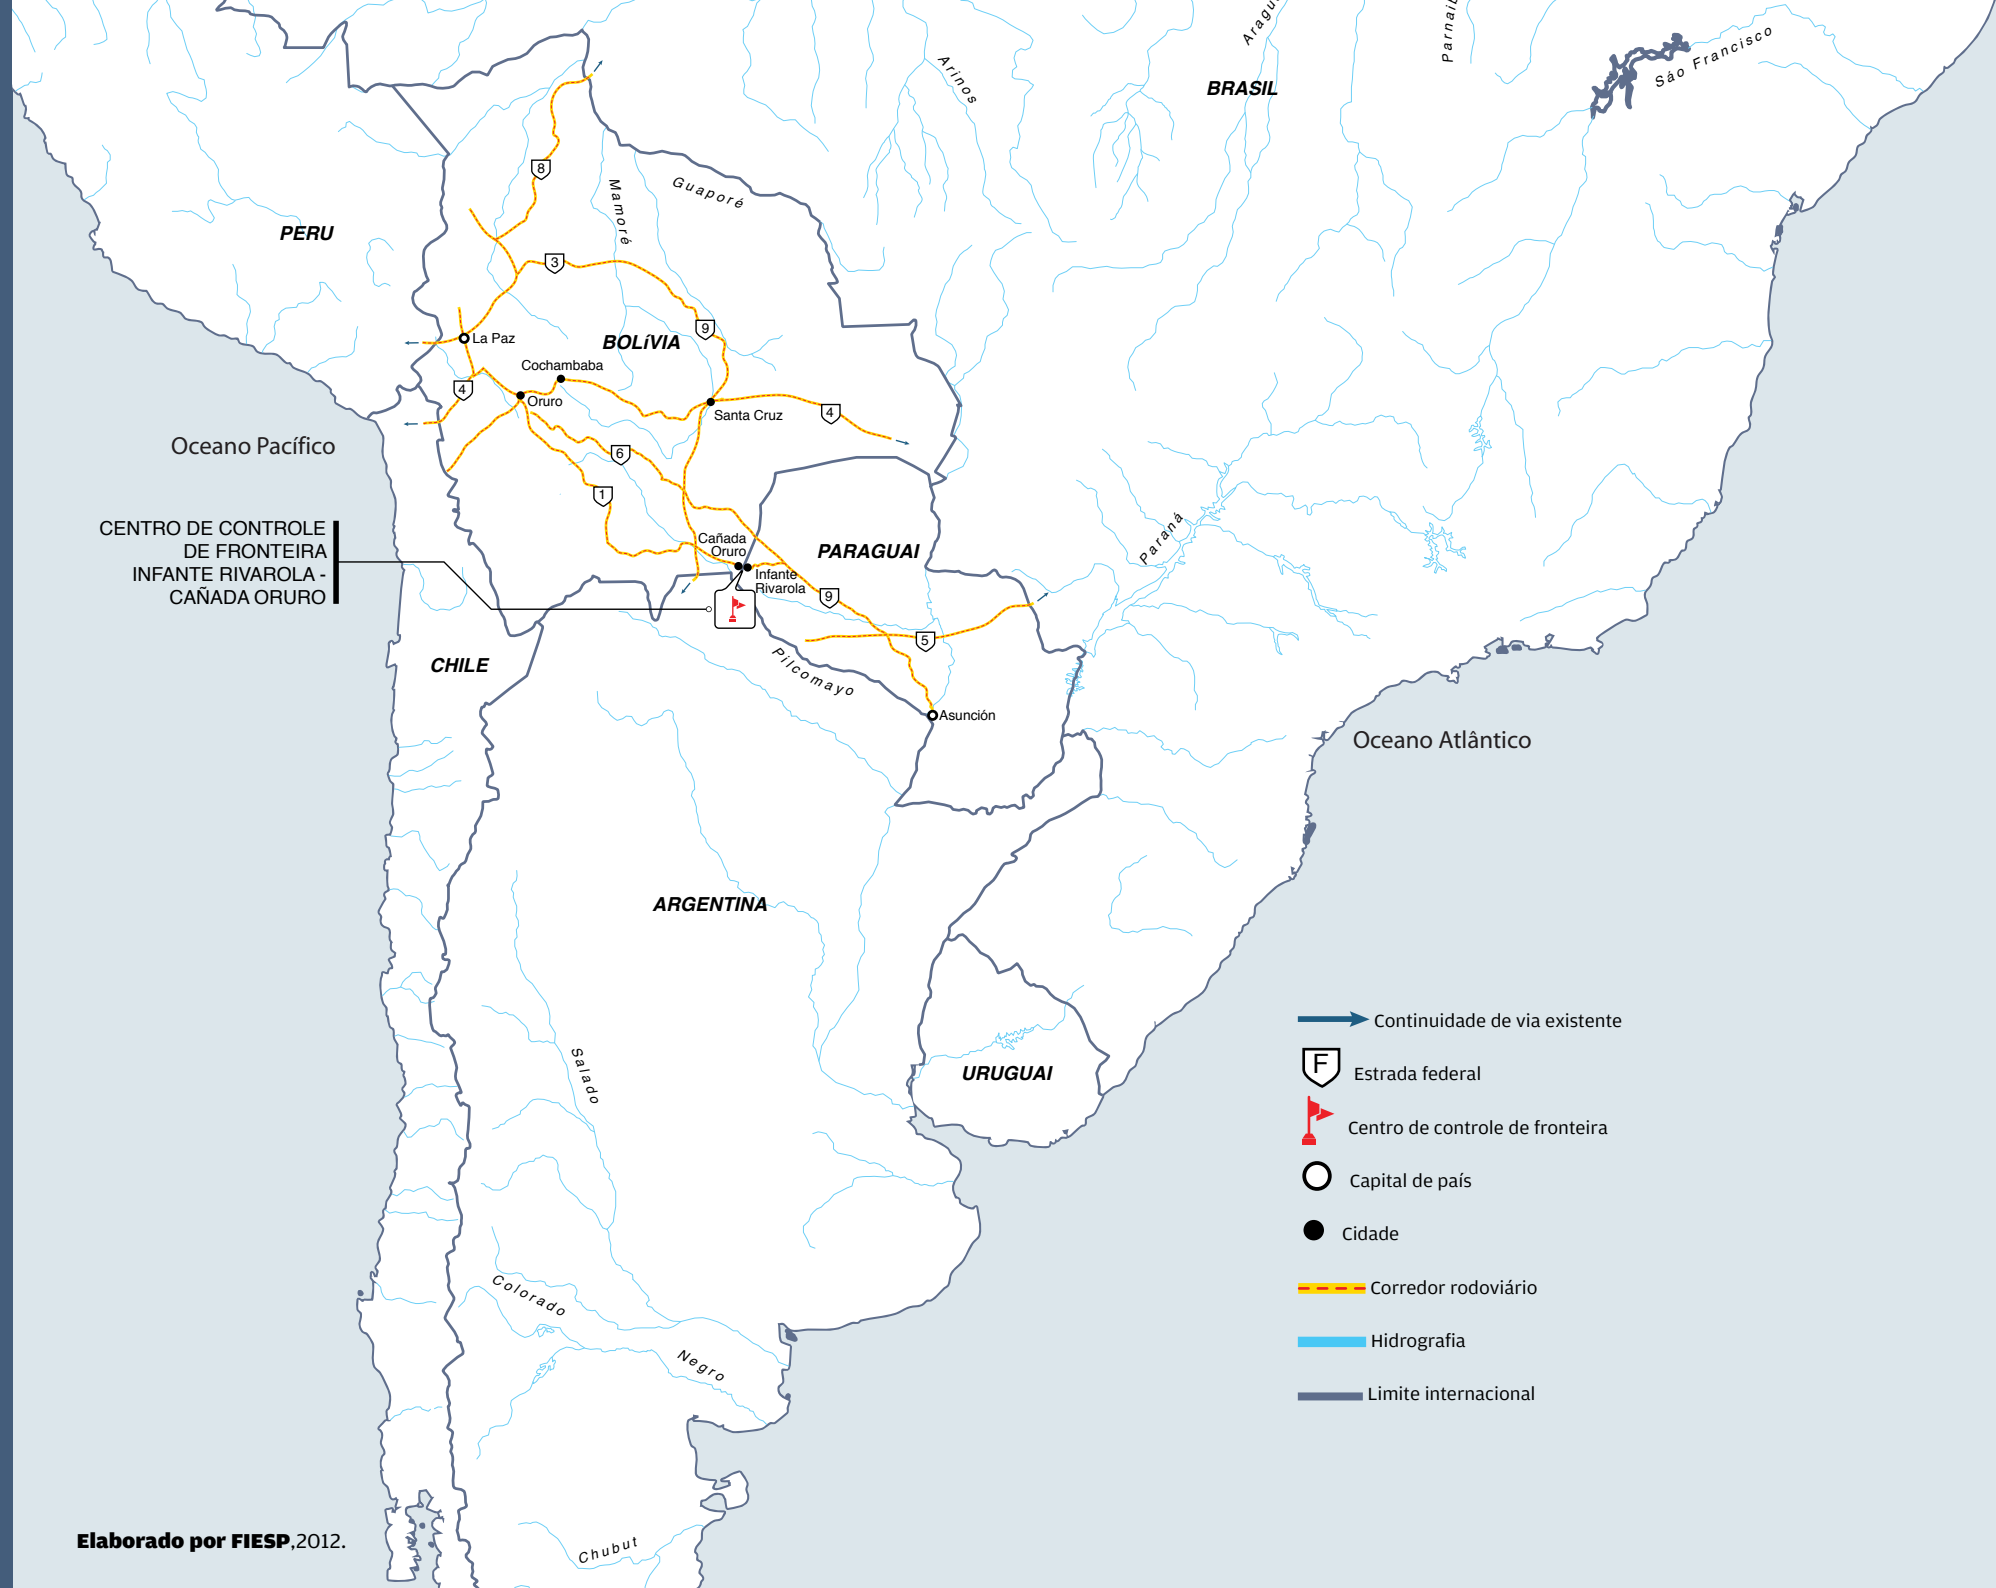 Arinos
Aragu
Parnaíb
São Francisco
BRASIL
8
Mamoré
Guaporé
PERU
3
9
La Paz
BOLíVIA
Cochambaba
4
Oruro
Santa Cruz
4
Oceano Pacífico
6
1
CENTRO DE CONTROLE
DE FRONTEIRA
INFANTE RIVAROLA -
CAÑADA ORURO
Cañada
Oruro
PARAGUAI
Paraná
Infante
Rivarola
9
5
CHILE
Pilcomayo
Asunción
Oceano Atlântico
ARGENTINA
Salado
URUGUAI
Continuidade de via existente
F
Estrada federal
Centro de controle de fronteira
Capital de país
Cidade
Corredor rodoviário
Hidrografia
Limite internacional
Colorado
Negro
Chubut
Elaborado por FIESP,2012.